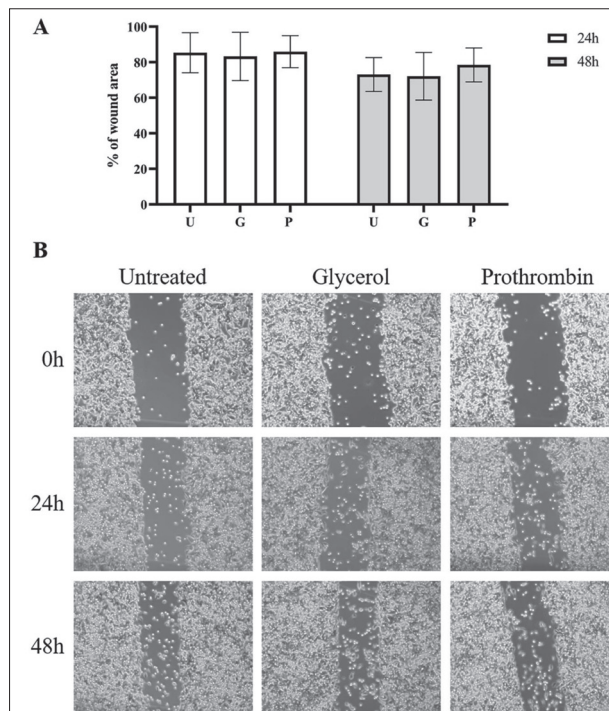 A
% of wound area
100
80
60
40
20
0
U G P U G P
24h
48h
B
Untreated Glycerol Prothrombin
0h
24h
48h